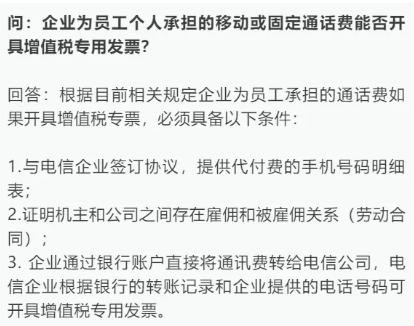 问：企业为员工个人承担的移动或固定通话费能否开
具增值税专用发票？
回答：根据目前相关规定企业为员工承担的通话费如
果开具增值税专票，必须具备以下条件：
1.与电信企业签订协议，提供代付费的手机号码明细
表；
2.证明机主和公司之间存在雇佣和被雇佣关系（劳动合
同）；
3. 企业通过银行账户直接将通讯费转给电信公司，电
信企业根据银行的转账记录和企业提供的电话号码可
开具增值税专用发票。